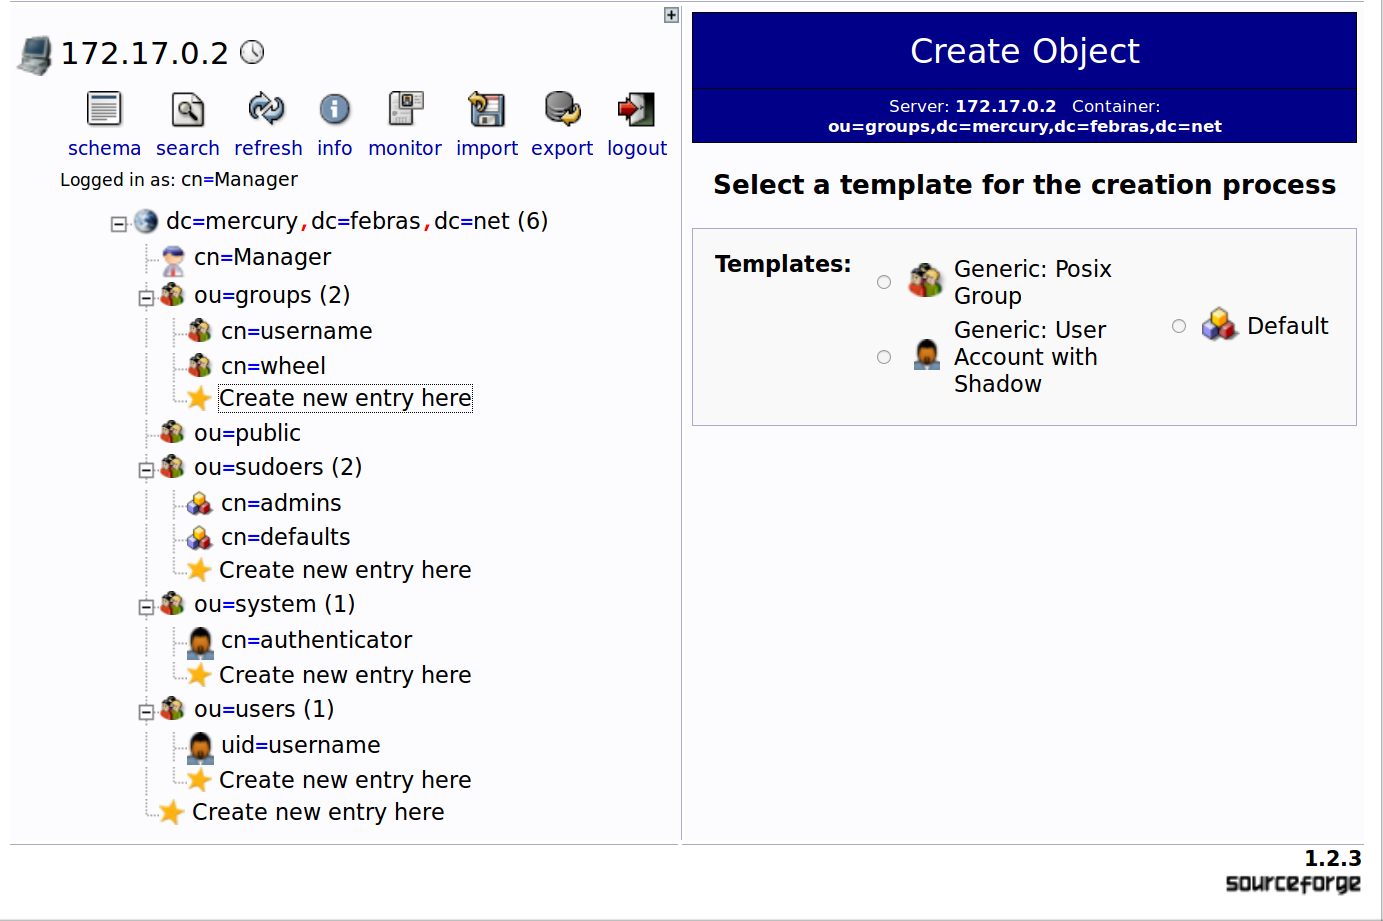 172.17.0.2
schema search refresh info monitor import export logout
Logged in as: cn=Manager
dc=mercury,dc=febras,dc=net (6)
cn=Manager
ou=groups (2)
cn=username
cn=wheel
Create new entry here
ou=public
ou=sudoers (2)
cn=admins
cn=defaults
Create new entry here
ou=system (1)
cn=authenticator
Create new entry here
ou=users (1)
uid=username
Create new entry here
Create new entry here
Create Object
Server: 172.17.0.2 Container:
ou=groups,dc=mercury,dc=febras,dc=net
Select a template for the creation process
Templates:
Generic: Posix
Group
Generic: User
Account with
Shadow
Default
1.2.3
sourceforge